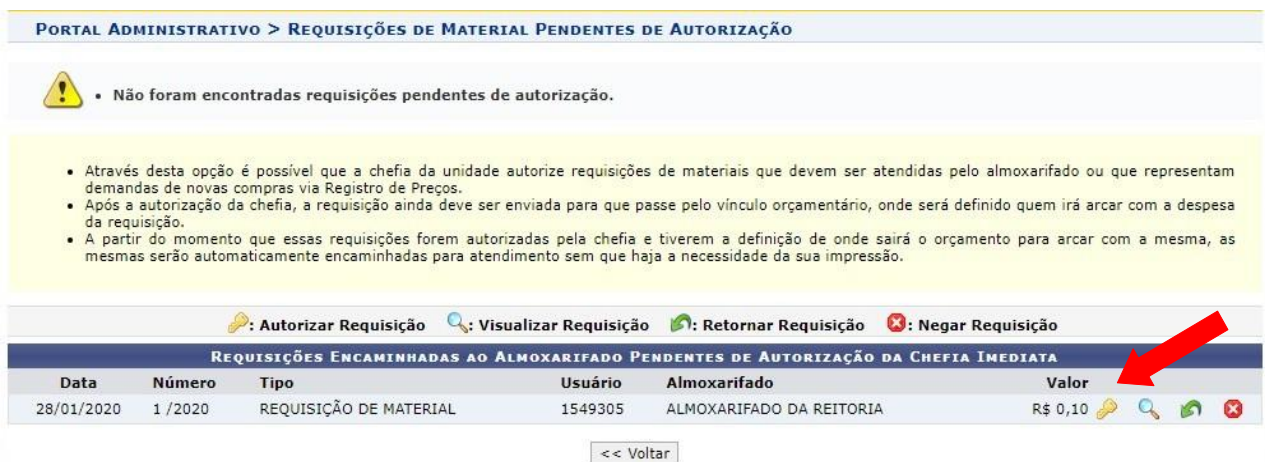 PORTAL ADMINISTRATIVO > REQUISIÇÕES DE MATERIAL PENDENTES DE AUTORIZAÇÃO
• Não foram encontradas requisições pendentes de autorização.
• Através desta opção é possível que a chefia da unidade autorize requisições de materiais que devem ser atendidas pelo almoxarifado ou que representam
demandas de novas compras via Registro de Preços.
• Após a autorização da chefia, a requisição ainda deve ser enviada para que passe pelo vínculo orçamentário, onde será definido quem irá arcar com a despesa
da requisição.
• A partir do momento que essas requisições forem autorizadas pela chefia e tiverem a definição de onde sairá o orçamento para arcar com a mesma, as
mesmas serão automaticamente encaminhadas para atendimento sem que haja a necessidade da sua impressão.
: Autorizar Requisição : Visualizar Requisição : Retornar Requisição : Negar Requisição
REQUISIÇÕES ENCAMINHADAS AO ALMOXARIFADO PENDENTES DE AUTORIZAÇÃO DA CHEFIA IMEDIATA
Data Número Tipo Usuário Almoxarifado Valor
28/01/2020 1 /2020 REQUISIÇÃO DE MATERIAL 1549305 ALMOXARIFADO DA REITORIA R$ 0,10
<< Voltar